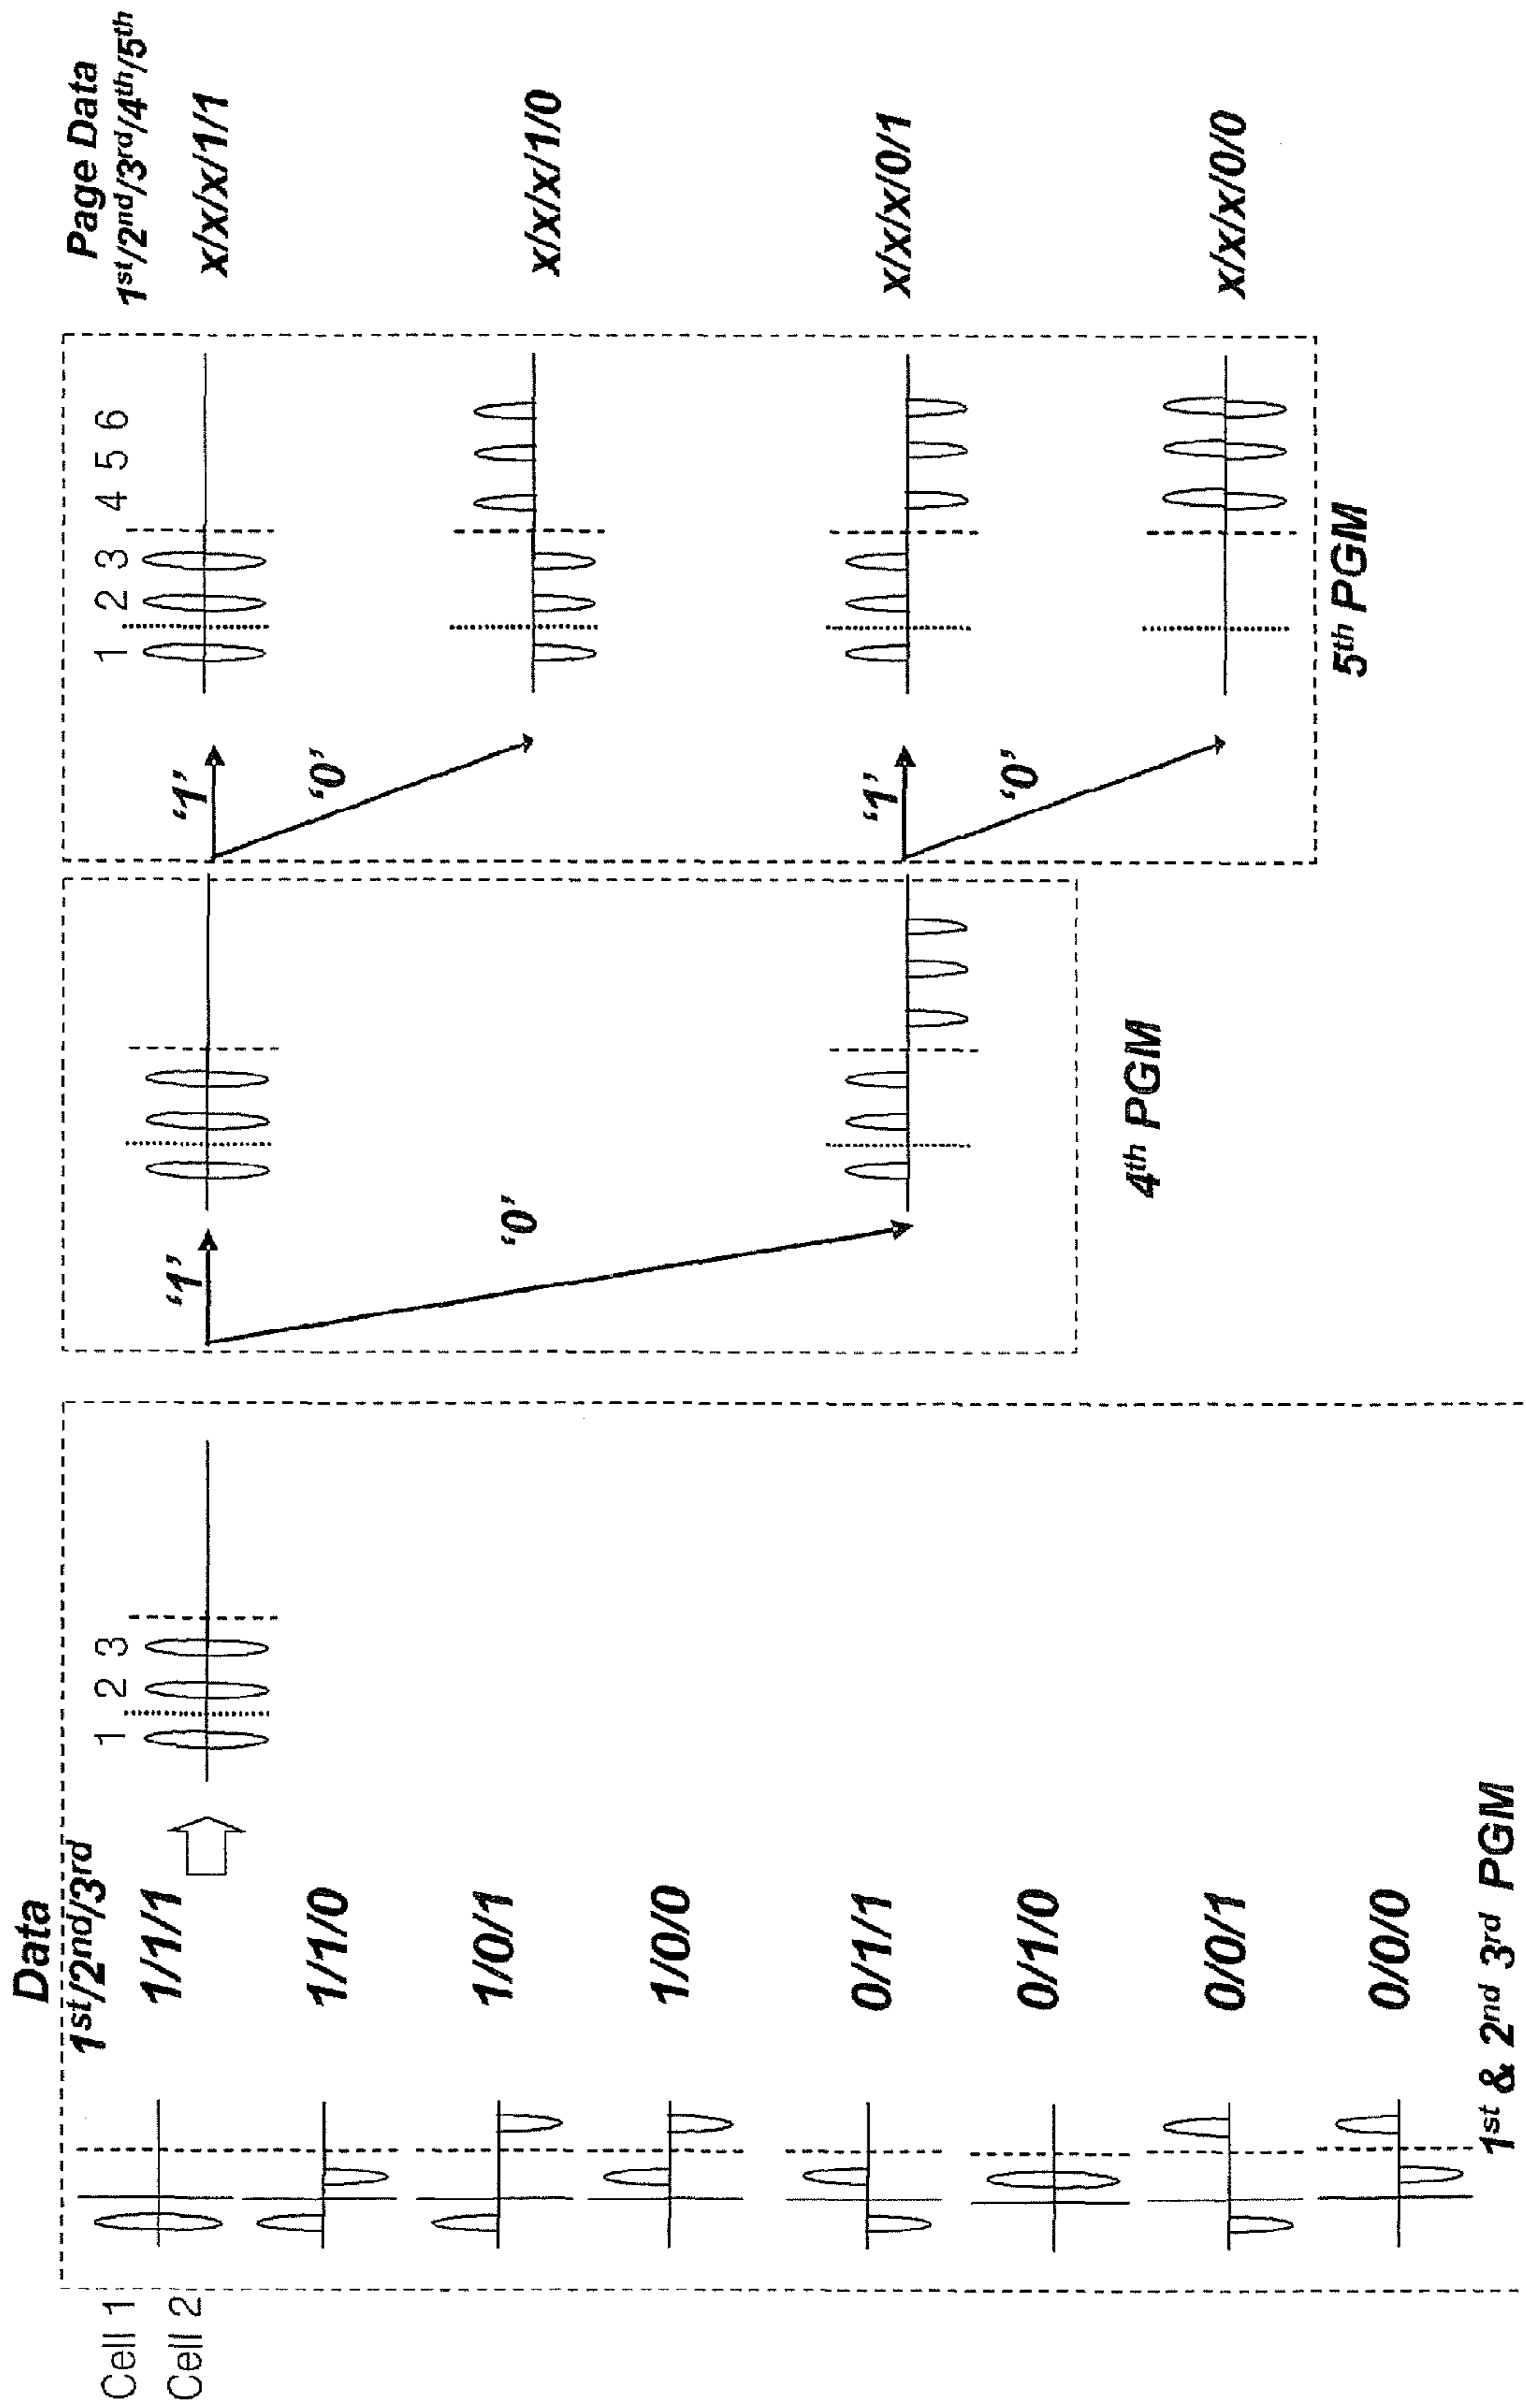 Cell 1
Cell 2
Data
1st/2nd/3rd
1/1/1
1/1/0
1/0/1
1/0/0
0/1/1
0/1/0
0/0/1
0/0/0
1 2 3
1st & 2nd 3rd PGM
'1'
'0'
4th PGM
'1'
'0'
'1'
'0'
1 2 3 4 5 6
5th PGM
Page Data
1st/2nd/3rd/4th/5th
x/x/x/1/1
x/x/x/1/0
x/x/x/0/1
x/x/x/0/0